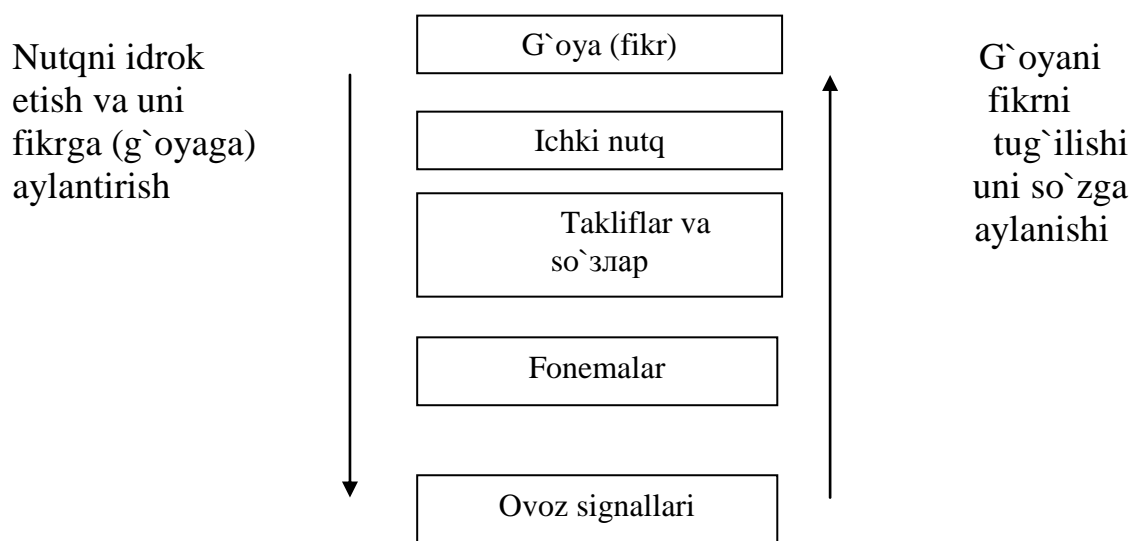 Nutqni idrok
etish va uni
fikrga (g`oyaga)
aylantirish
G`oya (fikr)
Ichki nutq
Takliflar va
so`злар
Fonemalar
Ovoz signallari
G`oyani
fikrni
tug`ilishi
uni so`zga
aylanishi